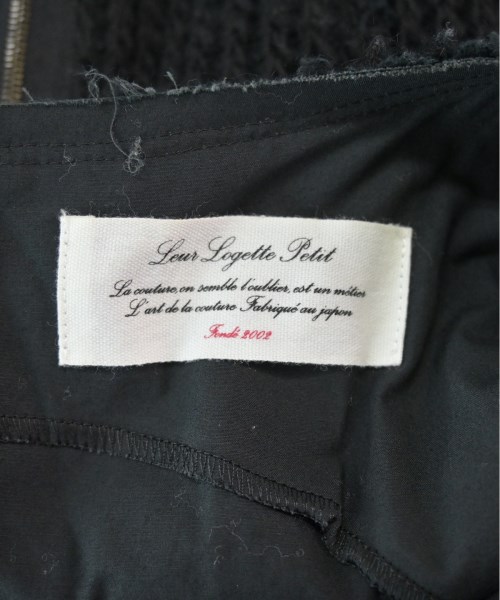 Leur Logette Petit
La couture, on semble l'oublier, est un métier
L'art de la couture Fabriqué au japon
Fondé 2002